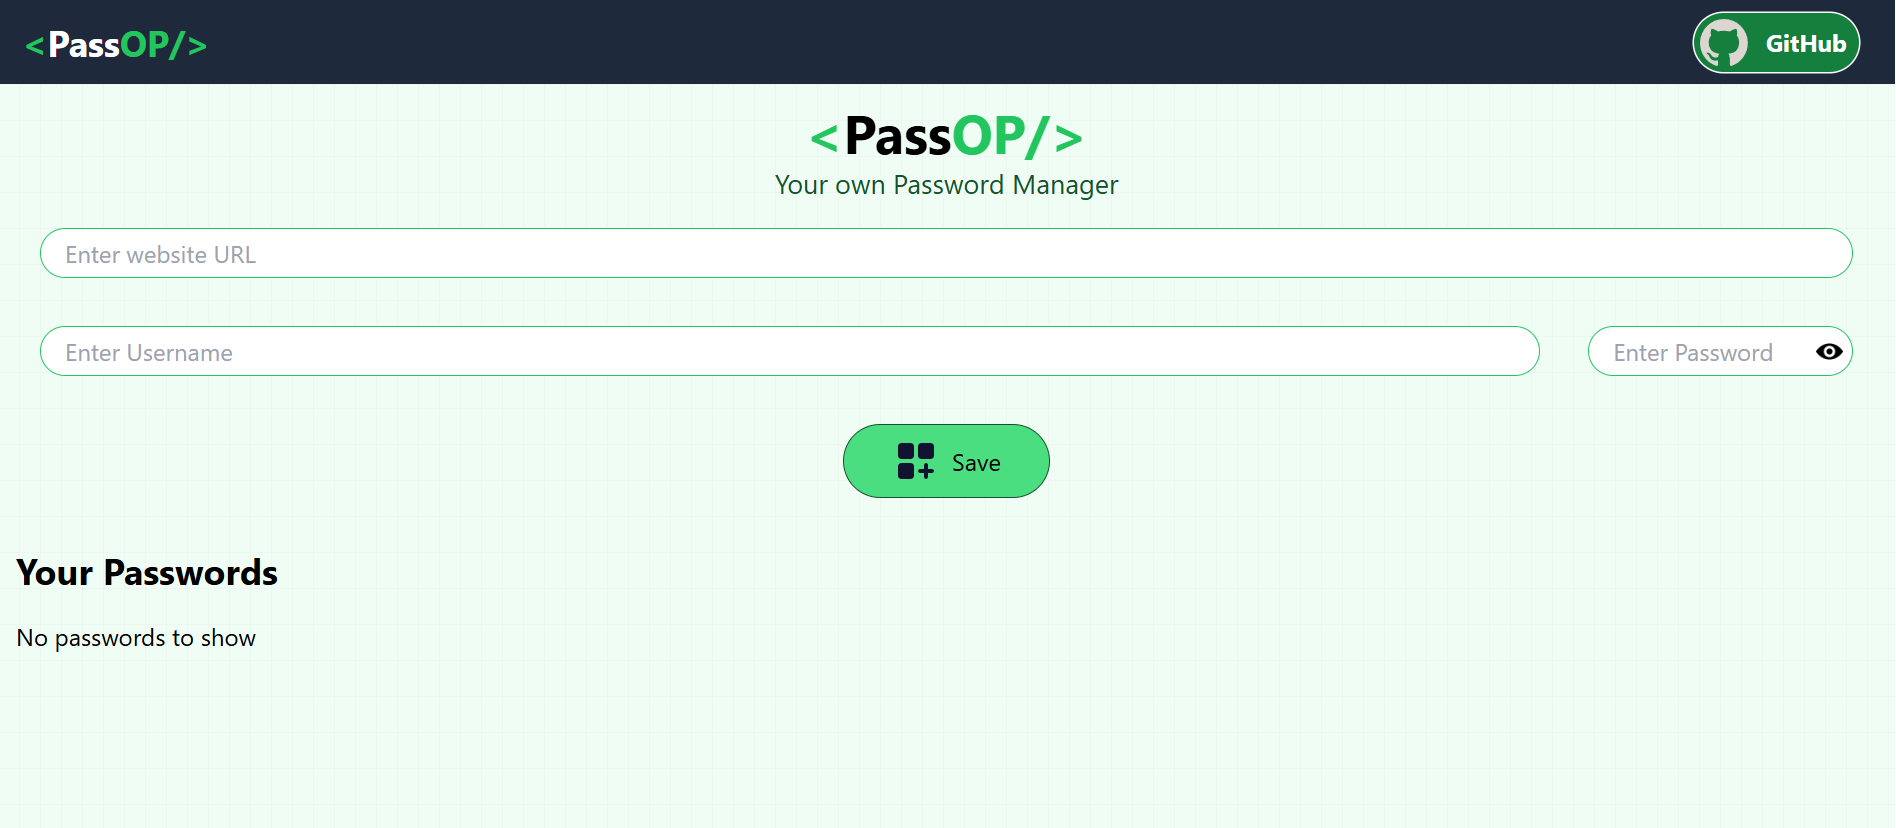 <PassOP/>
GitHub
<PassOP/>
Your own Password Manager
Enter website URL
Enter Username
Enter Password
Save
Your Passwords
No passwords to show